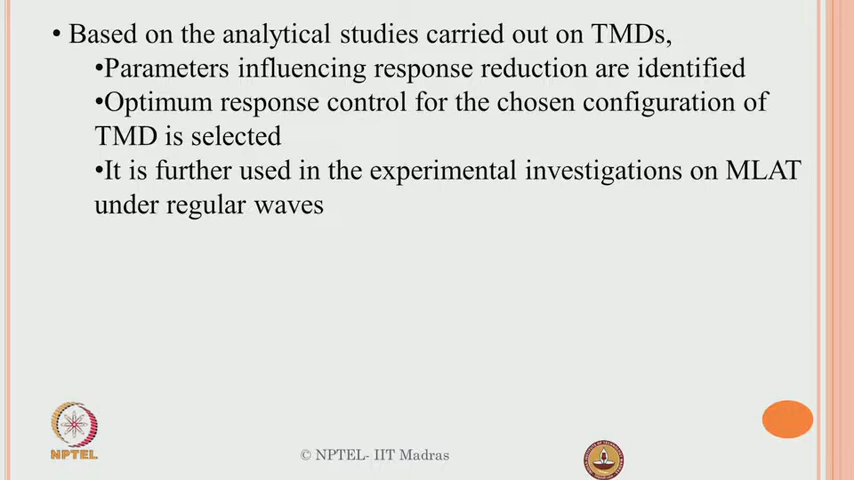 • Based on the analytical studies carried out on TMDs,
•Parameters influencing response reduction are identified
•Optimum response control for the chosen configuration of
TMD is selected
•It is further used in the experimental investigations on MLAT
under regular waves
NPTEL
© NPTEL- IIT Madras